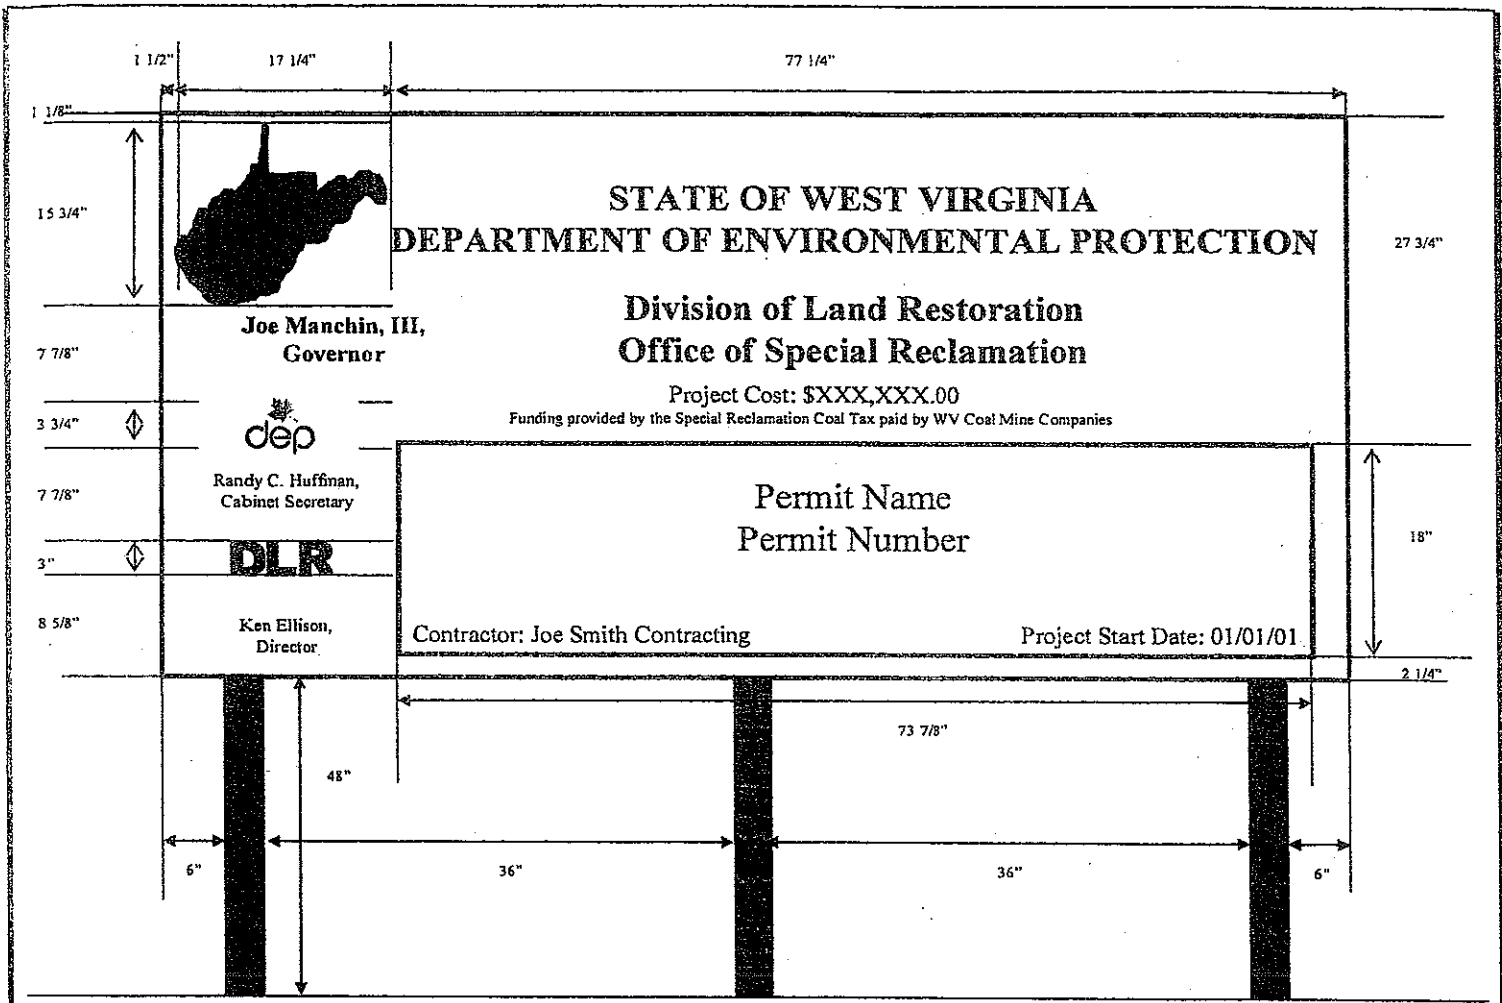 1 1/2" 17 1/4" 77 1/4"
1 1/8"
15 3/4"
STATE OF WEST VIRGINIA
DEPARTMENT OF ENVIRONMENTAL PROTECTION
27 3/4"
Division of Land Restoration
Office of Special Reclamation
Joe Manchin, III,
Governor
7 7/8"
Project Cost: $XXX,XXX.00
Funding provided by the Special Reclamation Coal Tax paid by WV Coal Mine Companies
3 3/4"
dep
Randy C. Huffman,
Cabinet Secretary
7 7/8"
Permit Name
Permit Number
18"
3"
DLR
8 5/8"
Ken Ellison,
Director
Contractor: Joe Smith Contracting
Project Start Date: 01/01/01
2 1/4"
73 7/8"
48"
6" 36" 36" 6"